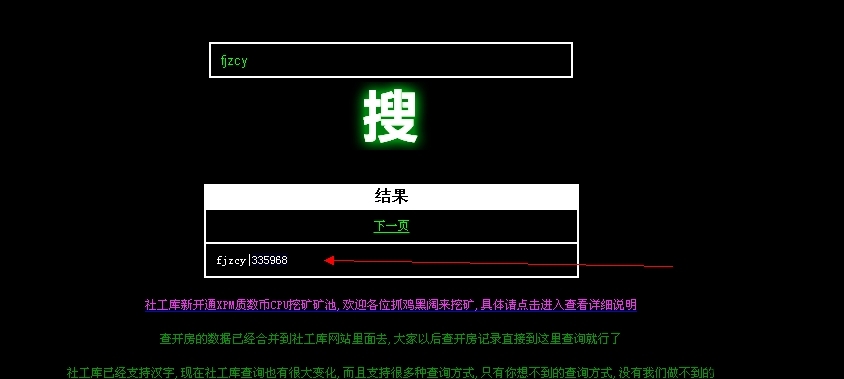 fjzcy
搜
结果
下一页
fjzcy|335968
社工库新开通XPM质数币CPU挖矿矿池,欢迎各位抓鸡黑阔来挖矿,具体请点击进入查看详细说明
查开房的数据已经合并到社工库网站里面去,大家以后查开房记录直接到这里查询就行了
社工库已经支持汉字,现在社工库查询也有很大变化,而且支持很多种查询方式,只有你想不到的查询方式,没有我们做不到的